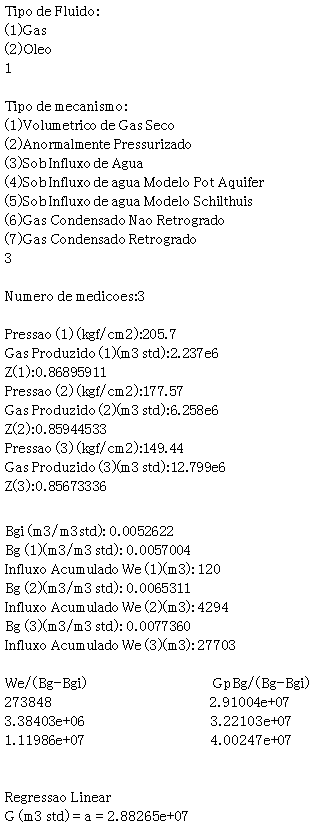 Tipo de Fluido:
(1)Gas
(2)Oleo
1
Tipo de mecanismo:
(1)Volumetrico de Gas Seco
(2)Anormalmente Pressurizado
(3)Sob Influxo de Agua
(4)Sob Influxo de agua Modelo Pot Aquifer
(5)Sob Influxo de agua Modelo Schilthuis
(6)Gas Condensado Nao Retrogrado
(7)Gas Condensado Retrogrado
3
Numero de medicoes:3
Pressao (1) (kgf/cm2):205.7
Gas Produzido (1)(m3 std):2.237e6
Z(1):0.86895911
Pressao (2) (kgf/cm2):177.57
Gas Produzido (2)(m3 std):6.258e6
Z(2):0.85944533
Pressao (3) (kgf/cm2):149.44
Gas Produzido (3)(m3 std):12.799e6
Z(3):0.85673336
Bgi (m3/m3 std): 0.0052622
Bg (1)(m3/m3 std): 0.0057004
Influxo Acumulado We (1)(m3): 120
Bg (2)(m3/m3 std): 0.0065311
Influxo Acumulado We (2)(m3): 4294
Bg (3)(m3/m3 std): 0.0077360
Influxo Acumulado We (3)(m3): 27703
We/(Bg-Bgi) GpBg/(Bg-Bgi)
273848 2.91004e+07
3.38403e+06 3.22103e+07
1.11986e+07 4.00247e+07
Regressao Linear
G (m3 std) = a = 2.88265e+07